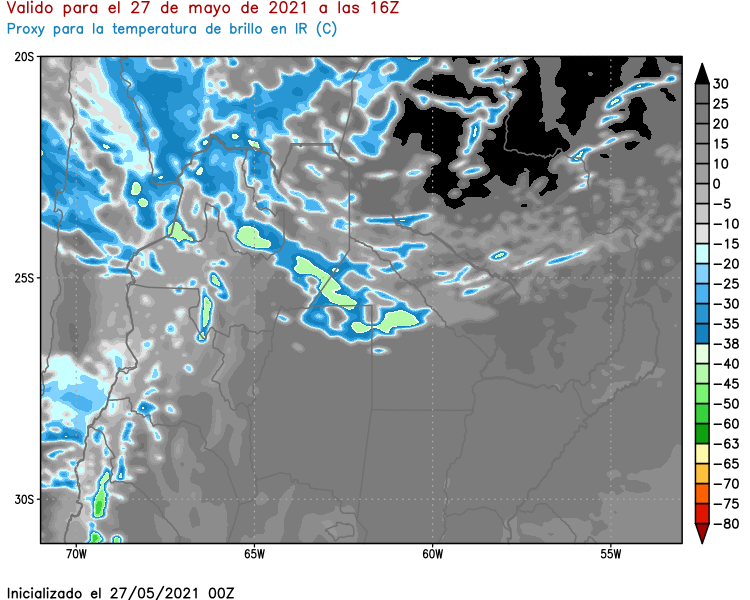 Valido para el 27 de mayo de 2021 a las 16Z
Proxy para la temperatura de brillo en IR (C)
20S
25S
30S
70W
65W
60W
55W
30
25
20
15
10
0
−5
−10
−15
−20
−25
−30
−35
−38
−40
−45
−50
−60
−63
−65
−70
−75
−80
Inicializado el 27/05/2021 00Z